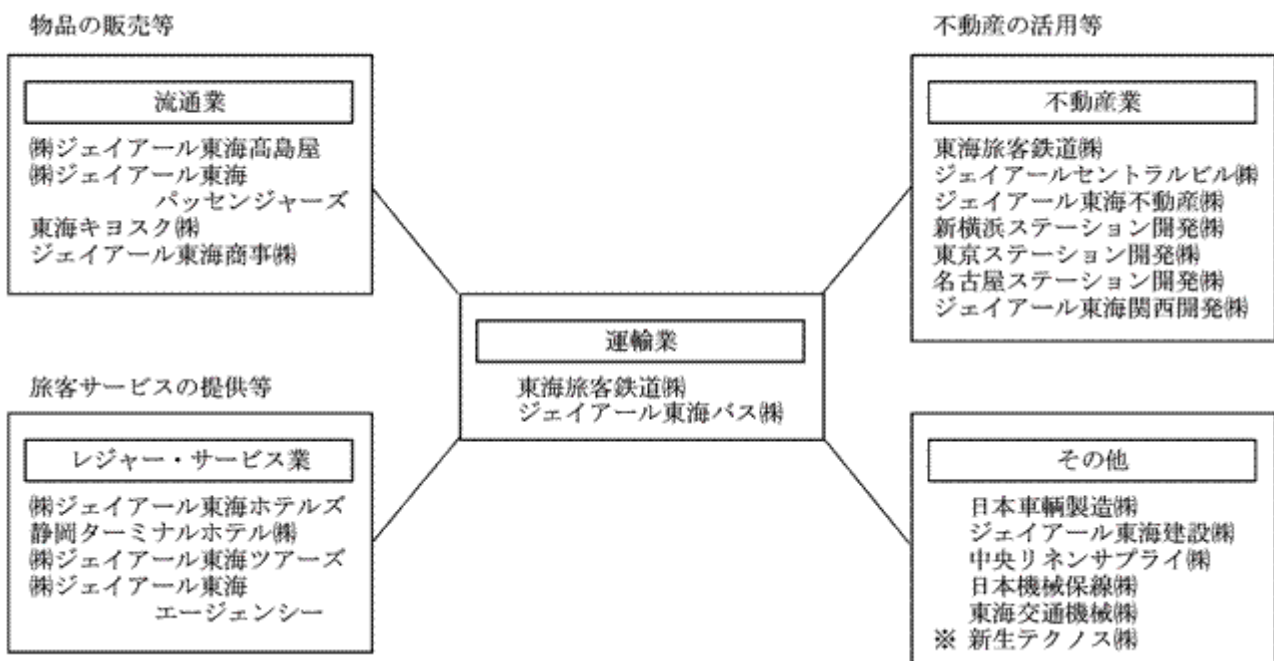 物品の販売等
流通業
㈱ジェイアール東海髙島屋
㈱ジェイアール東海
パッセンジャーズ
東海キヨスク㈱
ジェイアール東海商事㈱
旅客サービスの提供等
レジャー・サービス業
㈱ジェイアール東海ホテルズ
静岡ターミナルホテル㈱
㈱ジェイアール東海ツアーズ
㈱ジェイアール東海
エージェンシー
運輸業
東海旅客鉄道㈱
ジェイアール東海バス㈱
不動産の活用等
不動産業
東海旅客鉄道㈱
ジェイアールセントラルビル㈱
ジェイアール東海不動産㈱
新横浜ステーション開発㈱
東京ステーション開発㈱
名古屋ステーション開発㈱
ジェイアール東海関西開発㈱
その他
日本車輌製造㈱
ジェイアール東海建設㈱
中央リネンサプライ㈱
日本機械保線㈱
東海交通機械㈱
※ 新生テクノス㈱